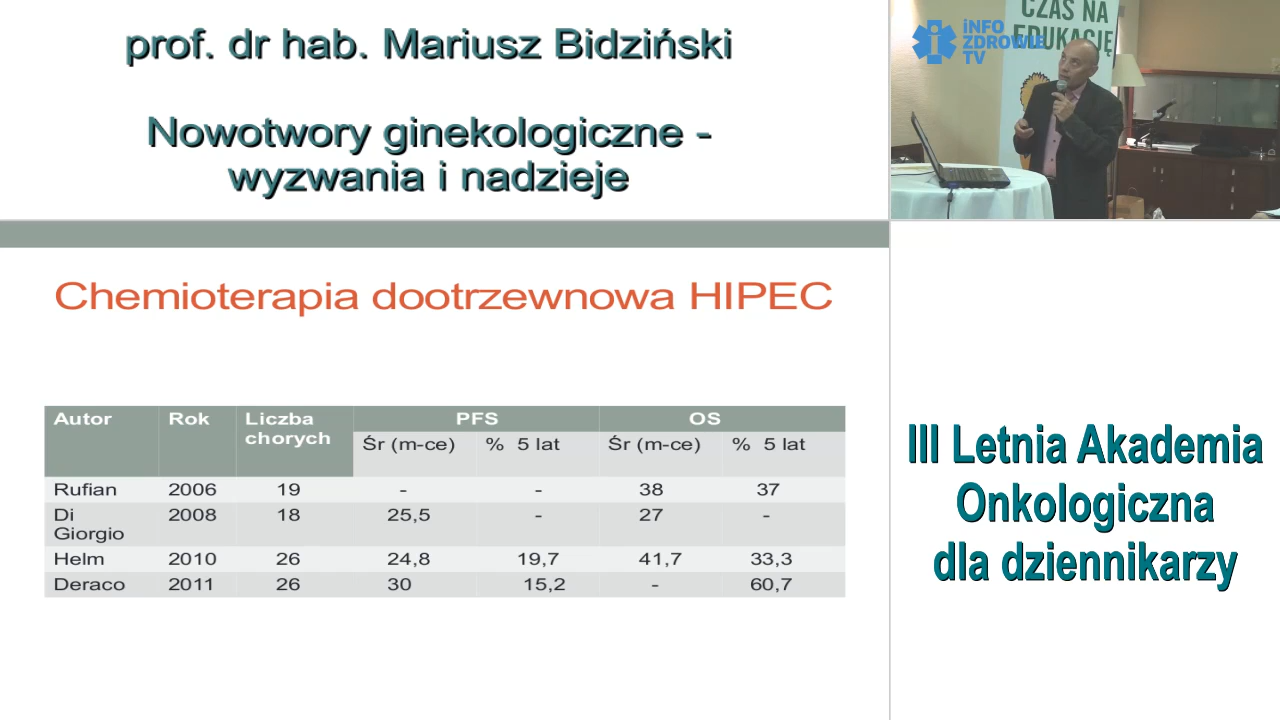 prof. dr hab. Mariusz Bidziński
Nowotwory ginekologiczne -
wyzwania i nadzieje
CZAS NA
EDUKACJĘ
iNFO
ZDROWIE
TV
Chemioterapia dootrzewnowa HIPEC
Autor Rok Liczba chorych PFS OS
Śr (m-ce) % 5 lat Śr (m-ce) % 5 lat
Rufian 2006 19 - - 38 37
Di Giorgio 2008 18 25,5 - 27 -
Helm 2010 26 24,8 19,7 41,7 33,3
Deraco 2011 26 30 15,2 - 60,7
III Letnia Akademia
Onkologiczna
dla dziennikarzy